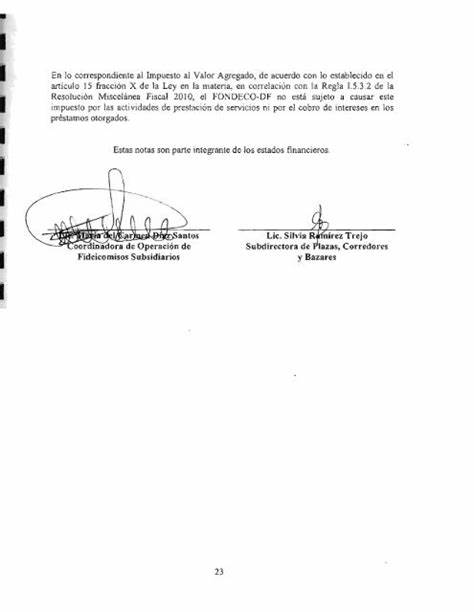 En lo correspondiente al Impuesto al Valor Agregado, de acuerdo con lo establecido en el
artículo 15 fracción X de la Ley en la materia, en correlación con la Regla I.5.3.2 de la
Resolución Miscelánea Fiscal 2010, el FONDECO-DF no está sujeto a causar este
impuesto por las actividades de prestación de servicios ni por el cobro de intereses en los
préstamos otorgados.
Estas notas son parte integrante de los estados financieros.
María del Carmen Díaz Santos
Coordinadora de Operación de
Fideicomisos Subsidiarios
Lic. Silvia Ramírez Trejo
Subdirectora de Plazas, Corredores
y Bazares
23